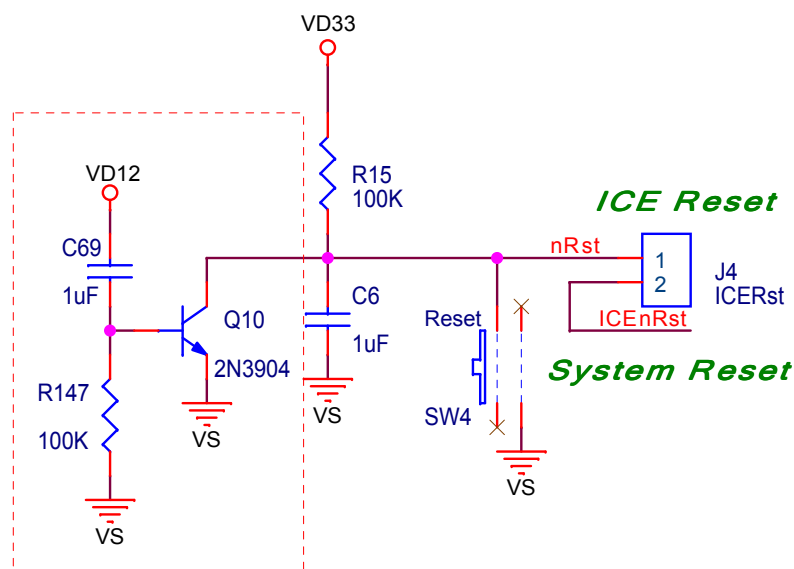 VD33
VD12
R15
100K
ICE Reset
C69
nRst
1
2
J4
ICERst
1uF
C6
1uF
Q10
Reset
ICEnRst
2N3904
System Reset
R147
100K
SW4
VS
VS
VS
VS